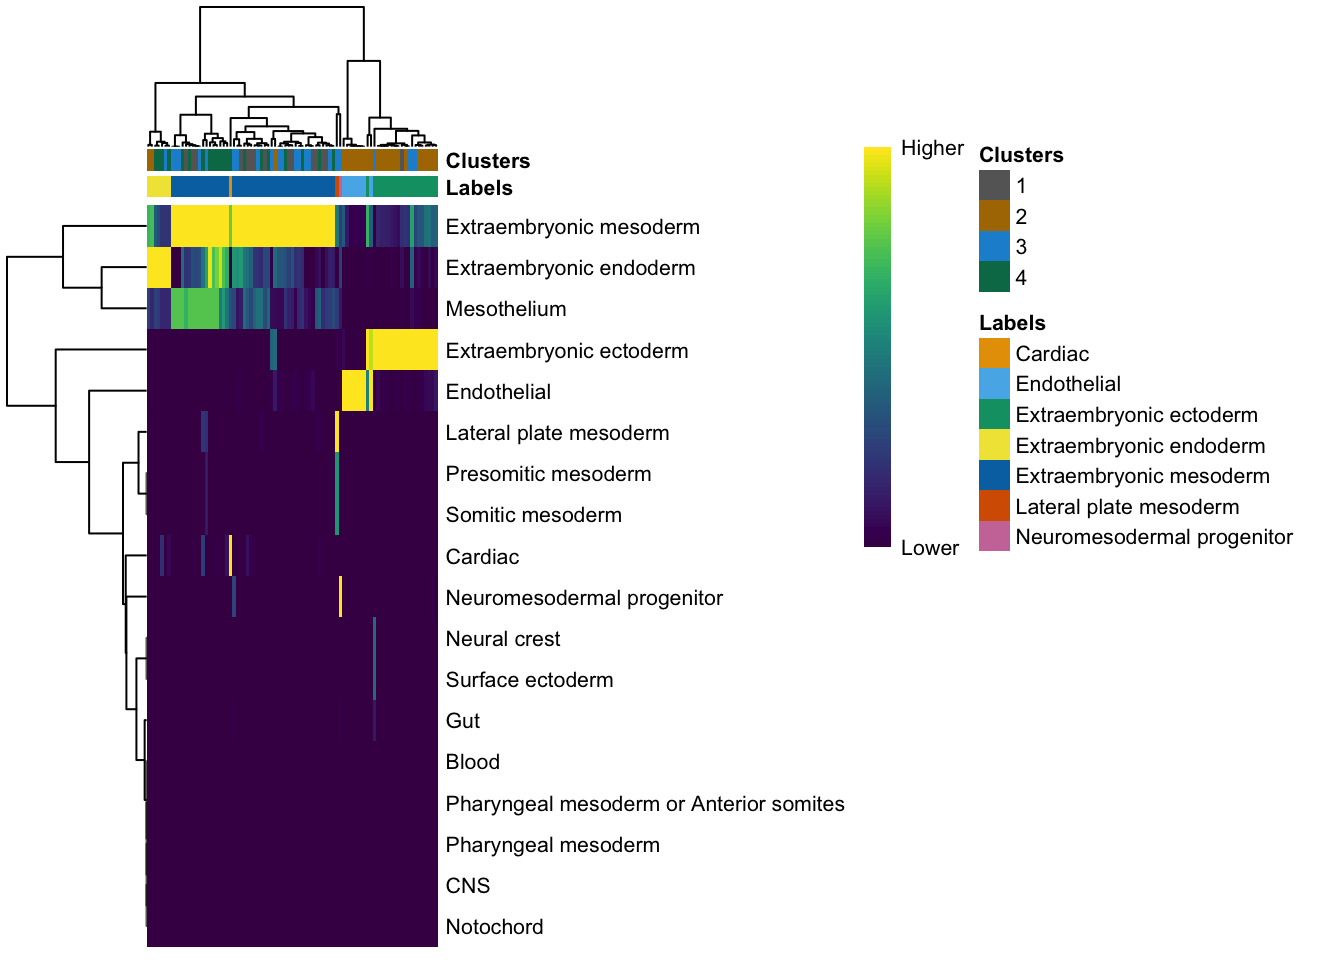 Clusters
Labels
Extraembryonic mesoderm
Extraembryonic endoderm
Mesothelium
Extraembryonic ectoderm
Endothelial
Lateral plate mesoderm
Presomitic mesoderm
Somitic mesoderm
Cardiac
Neuromesodermal progenitor
Neural crest
Surface ectoderm
Gut
Blood
Pharyngeal mesoderm or Anterior somites
Pharyngeal mesoderm
CNS
Notochord
Higher
Lower
Clusters
1
2
3
4
Labels
Cardiac
Endothelial
Extraembryonic ectoderm
Extraembryonic endoderm
Extraembryonic mesoderm
Lateral plate mesoderm
Neuromesodermal progenitor